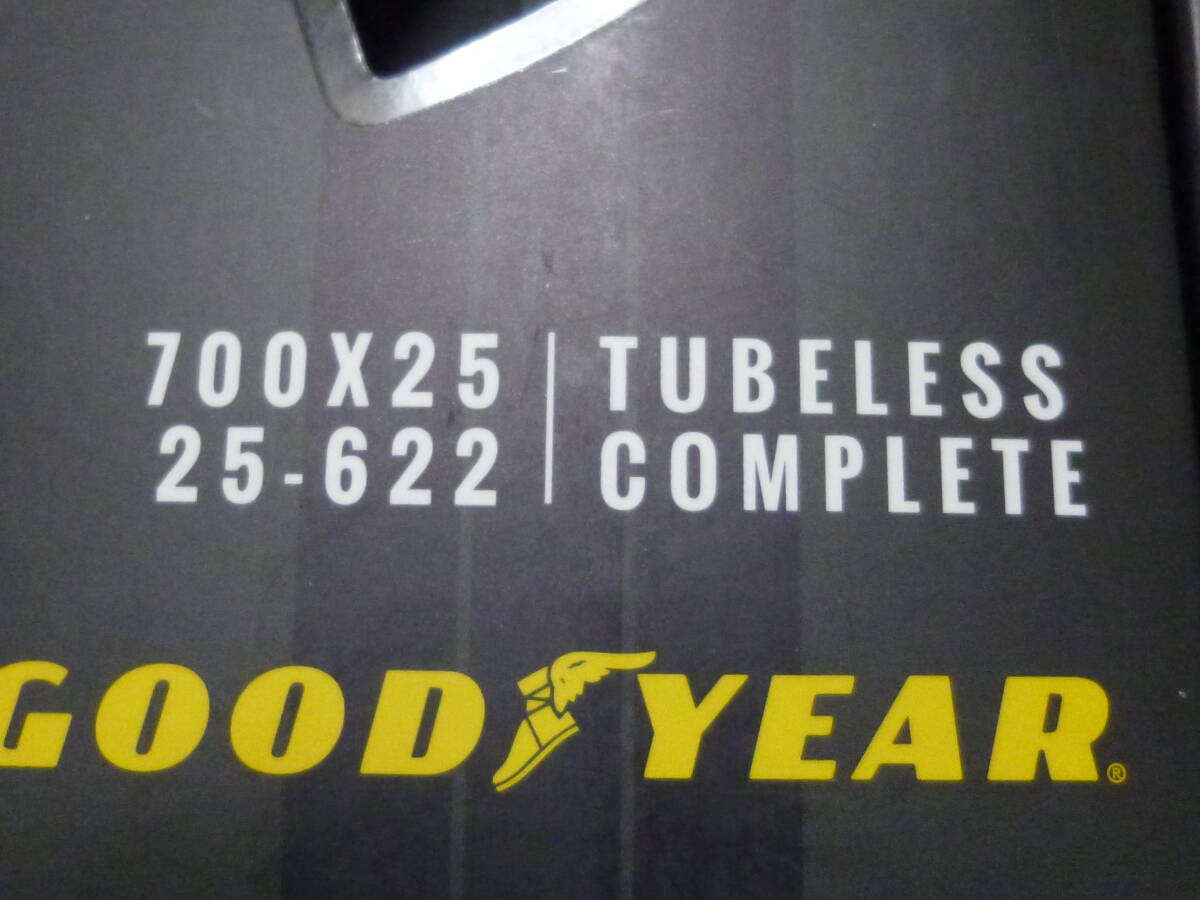 700X25
25-622
TUBELESS
COMPLETE
GOODYEAR®